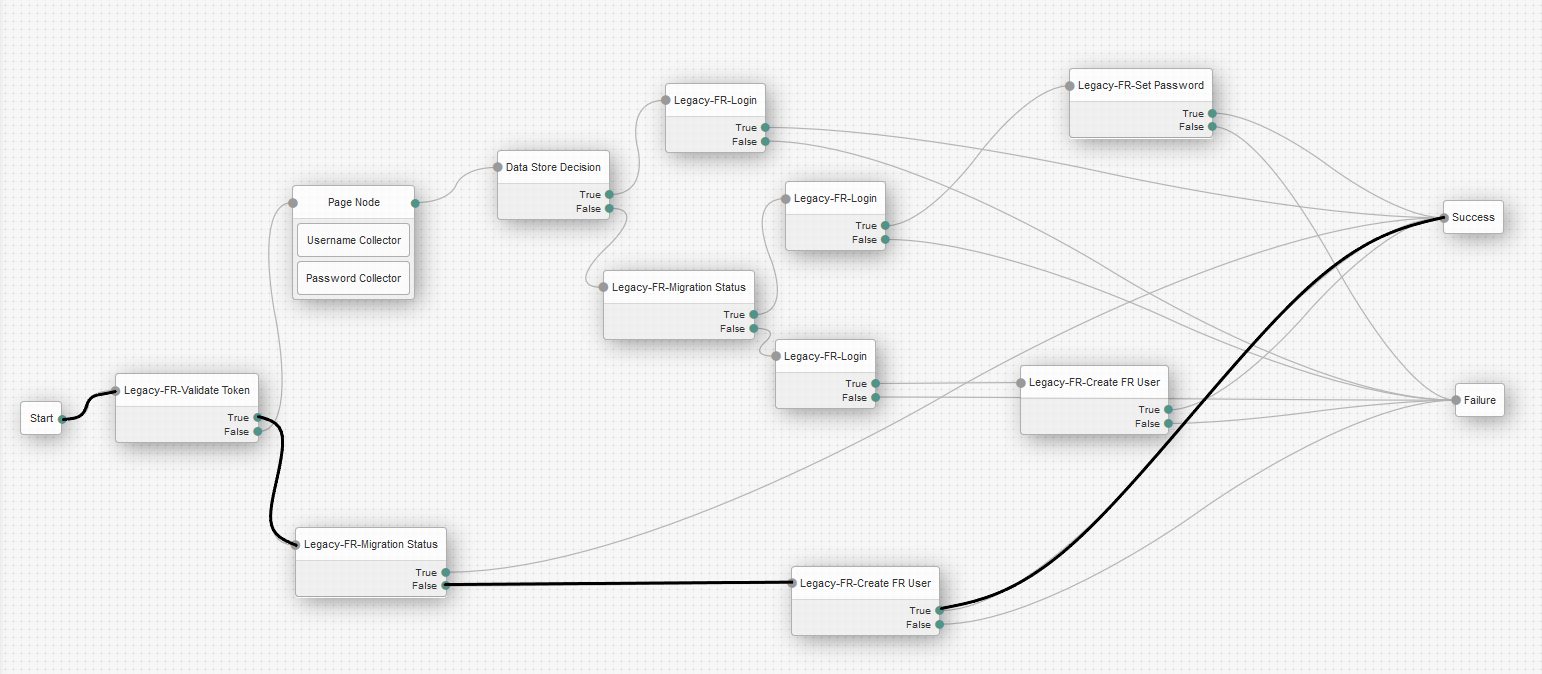 Start
Legacy-FR-Validate Token
True
False
Page Node
Username Collector
Password Collector
Data Store Decision
True
False
Legacy-FR-Login
True
False
Legacy-FR-Migration Status
True
False
Legacy-FR-Login
True
False
Legacy-FR-Login
True
False
Legacy-FR-Set Password
True
False
Legacy-FR-Create FR User
True
False
Legacy-FR-Migration Status
True
False
Legacy-FR-Create FR User
True
False
Success
Failure